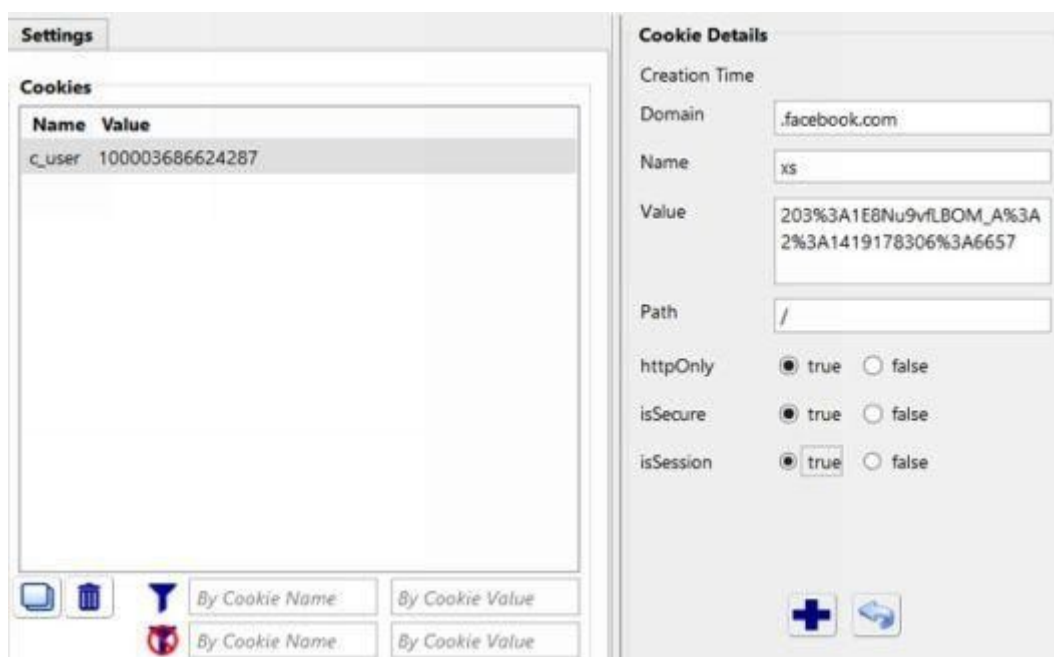 Settings
Cookies
Name Value
c_user 100003686624287
By Cookie Name By Cookie Value
By Cookie Name By Cookie Value
Cookie Details
Creation Time
Domain .facebook.com
Name xs
Value 203%3A1E8Nu9vfLBOM_A%3A
2%3A1419178306%3A6657
Path /
httpOnly true false
isSecure true false
isSession true false